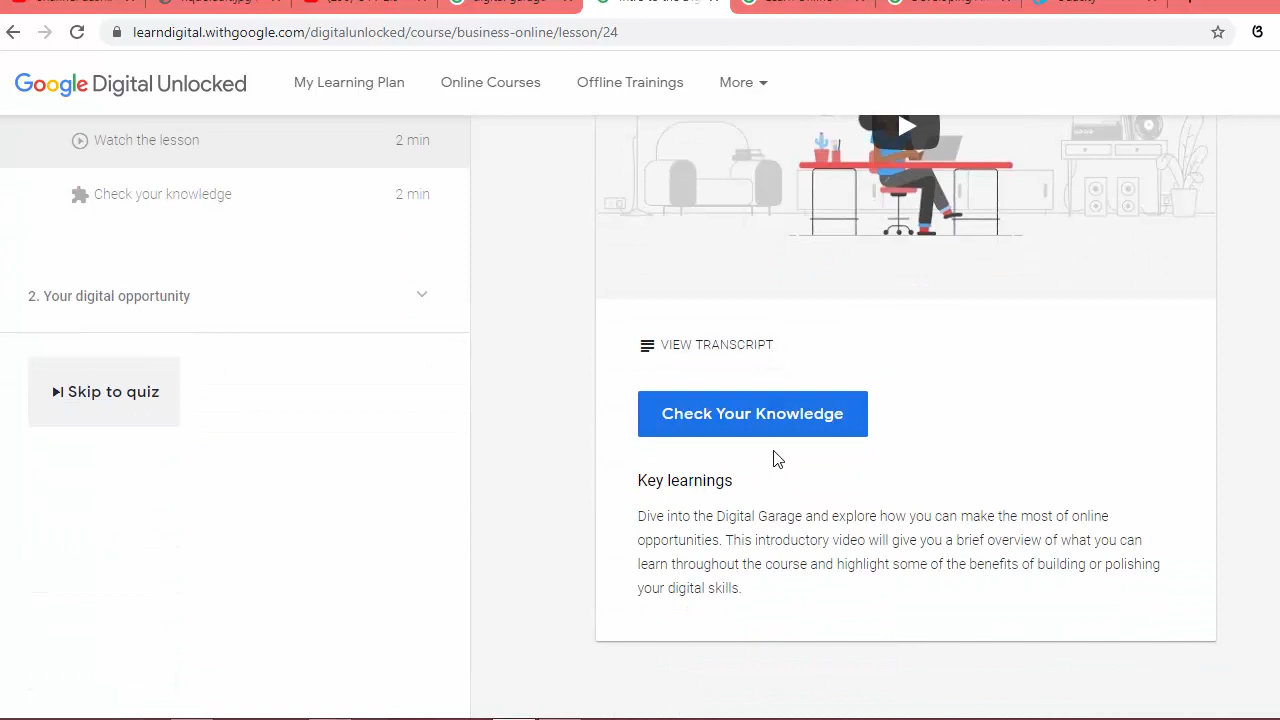 learndigital.withgoogle.com/digitalunlocked/course/business-online/lesson/24
Google Digital Unlocked
My Learning Plan
Online Courses
Offline Trainings
More
Watch the lesson
2 min
Check your knowledge
2 min
2. Your digital opportunity
Skip to quiz
VIEW TRANSCRIPT
Check Your Knowledge
Key learnings
Dive into the Digital Garage and explore how you can make the most of online
opportunities. This introductory video will give you a brief overview of what you can
learn throughout the course and highlight some of the benefits of building or polishing
your digital skills.